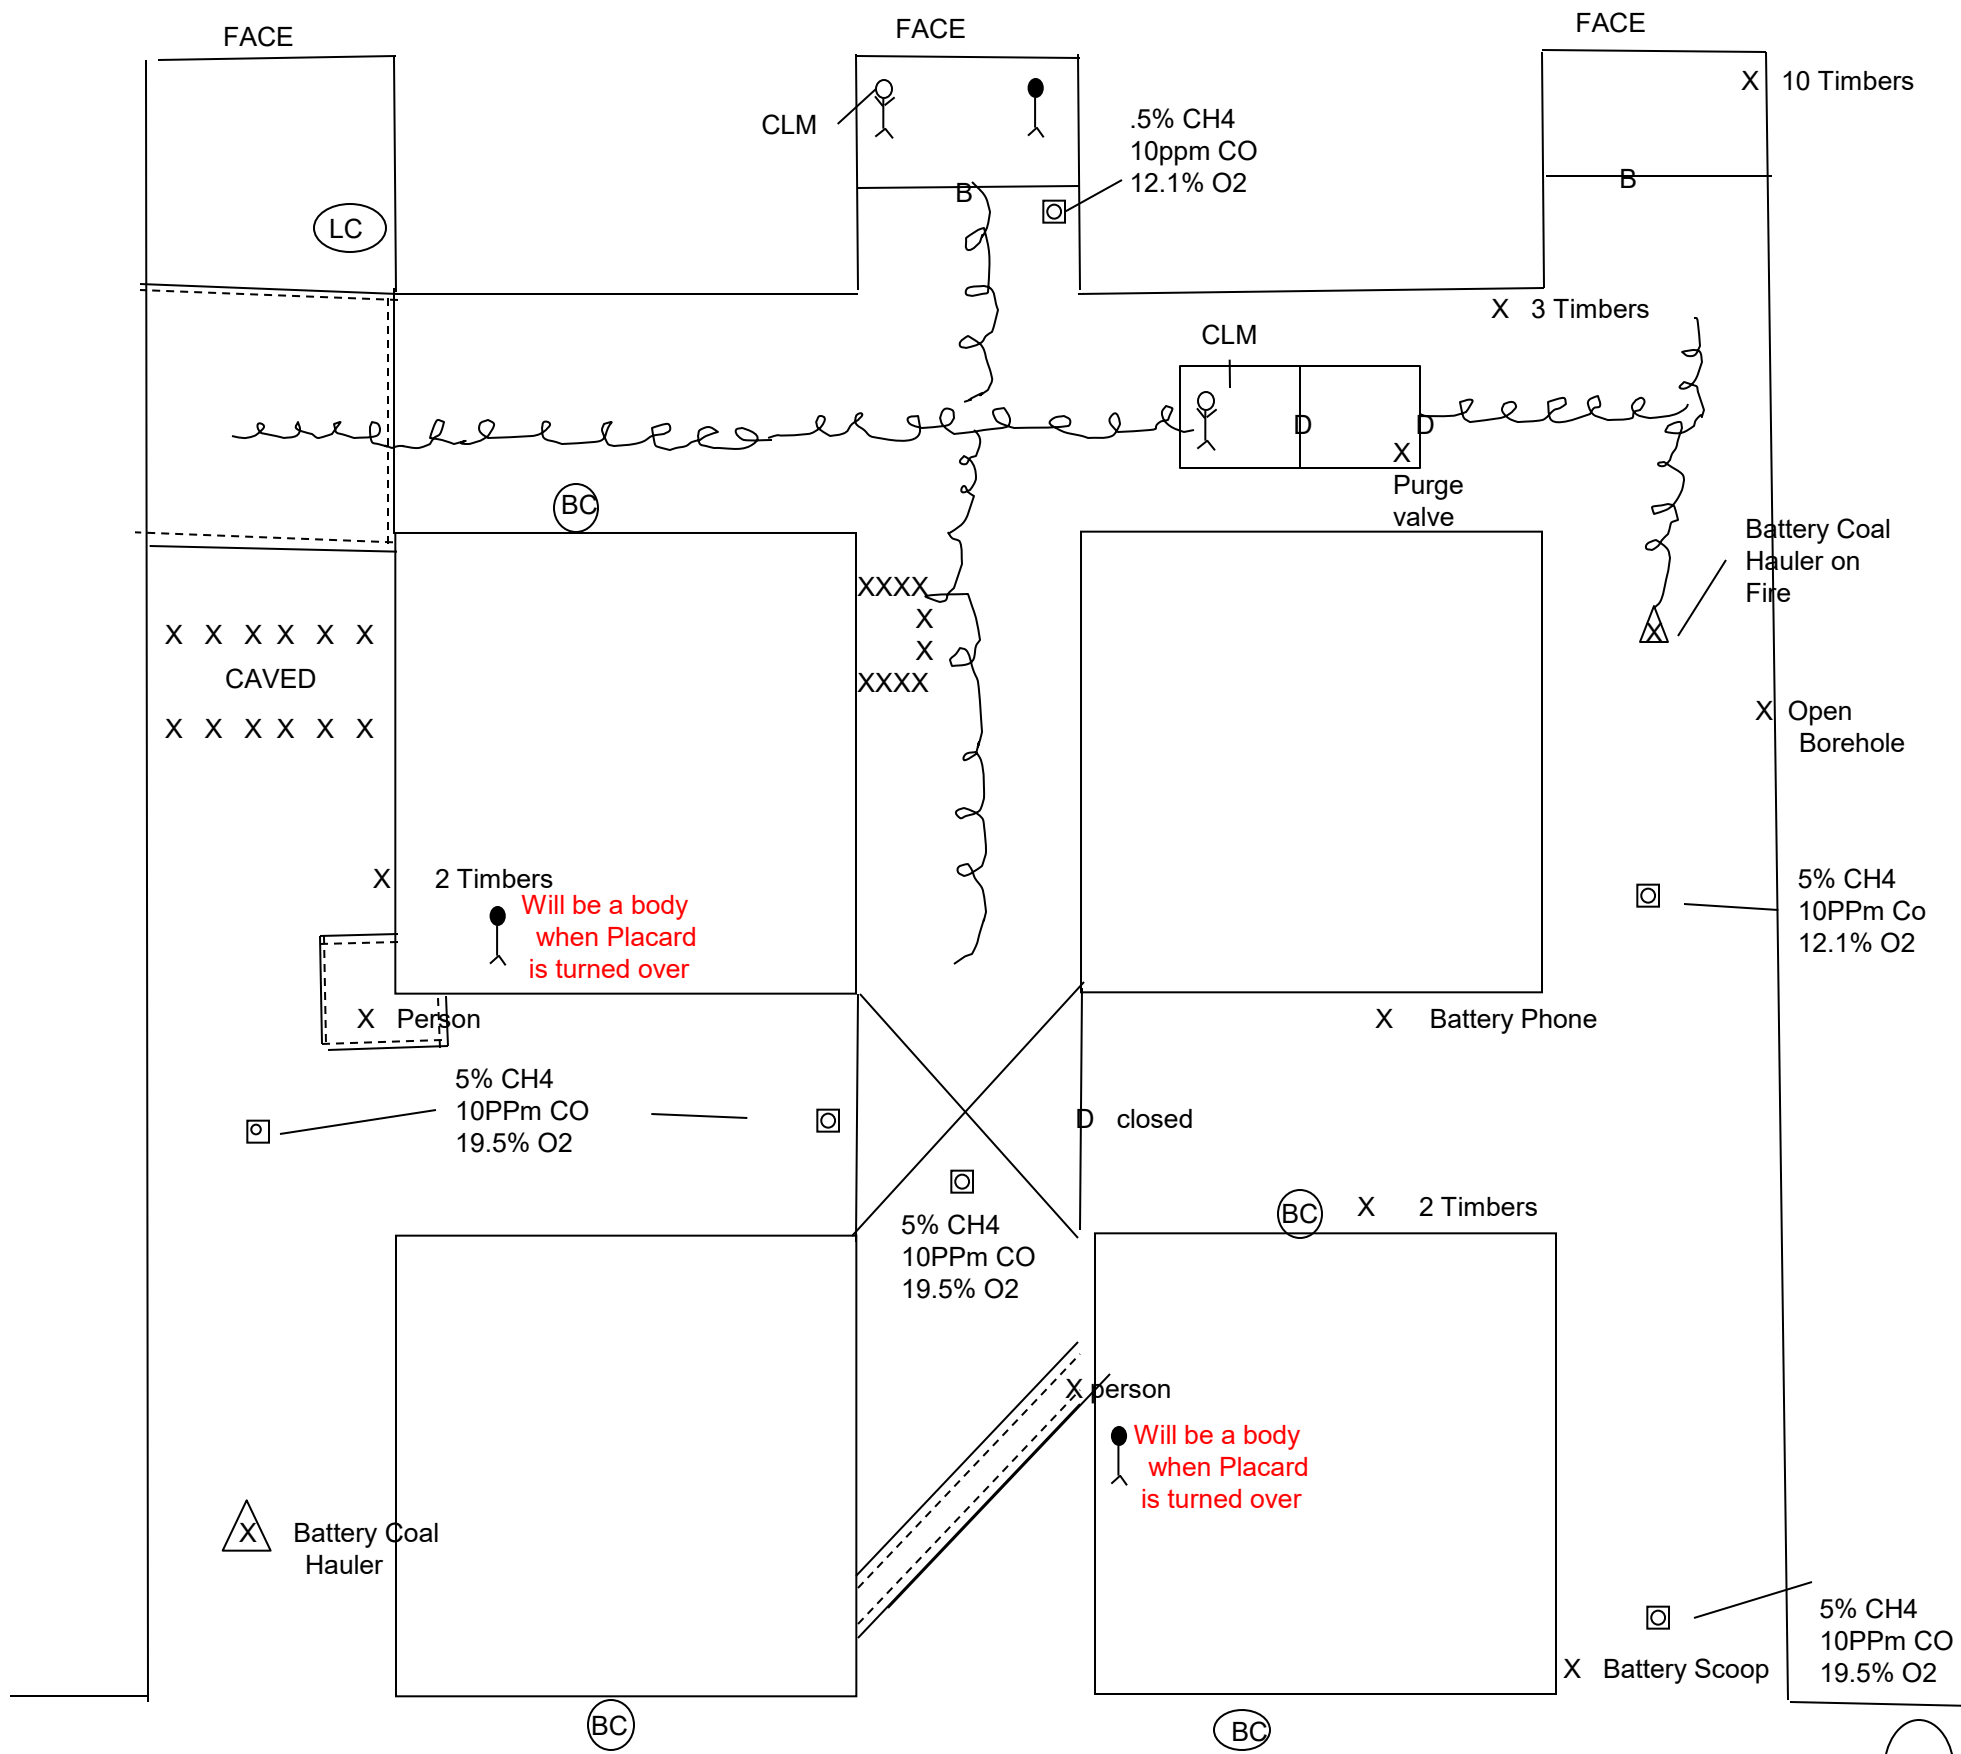 FACE
FACE
FACE
X 10 Timbers
CLM
.5% CH4
10ppm CO
12.1% O2
B
B
LC
X 3 Timbers
CLM
D
D
X
Purge
valve
BC
Battery Coal
Hauler on
Fire
XXXX
X
X
XXXX
X X X X X X
CAVED
X X X X X X
X
X Open
Borehole
X 2 Timbers
Will be a body
when Placard
is turned over
5% CH4
10PPm Co
12.1% O2
X Person
X Battery Phone
5% CH4
10PPm CO
19.5% O2
D closed
5% CH4
10PPm CO
19.5% O2
BC X 2 Timbers
X person
Will be a body
when Placard
is turned over
X Battery Coal
Hauler
5% CH4
10PPm CO
19.5% O2
X Battery Scoop
BC
BC